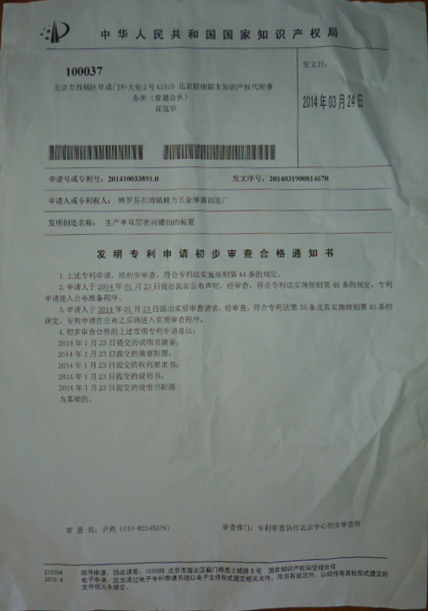 中华人民共和国国家知识产权局
100037
北京市西城区阜成门外大街2号B1510 北京联瑞联丰知识产权代理事
务所（普通合伙）
黄冠华
发文日：
2014年03月24日
申请号或专利号：201410033891.0 发文序号：2014031900814670
申请人或专利权人：博罗县石湾镇精力五金弹簧制造厂
发明创造名称：生产单双层密封罐扣的装置
发明专利申请初步审查合格通知书
1.上述专利申请，经初步审查，符合专利法实施细则第44条的规定。
2.申请人于2014年01月23日提出提前公布声明，经审查，符合专利法实施细则第46条的规定，专利
申请进入公布准备程序。
3.申请人于2014年01月23日提出实质审查请求，经审查，符合专利法第35条及其实施细则第93条的
规定，专利申请在公布之后将进入实质审查程序。
4.初步审查合格的上述发明专利申请是以：
2014年1月23日提交的说明书摘要；
2014年1月23日提交的摘要附图；
2014年1月23日提交的权利要求书；
2014年1月23日提交的说明书；
2014年1月23日提交的说明书附图
为基础的。
审查员：尹 (010-82246379) 审查部门：专利审查协作北京中心初步审查部
210304 纸件申请，回函请寄：100088 北京市海淀区蓟门桥西土城路6号 国家知识产权局受理处收
2010.4 电子申请，应当通过电子专利申请系统以电子文件形式提交相关文件。除另有规定外，以纸件等其他形式提交的
文件视为未提交。